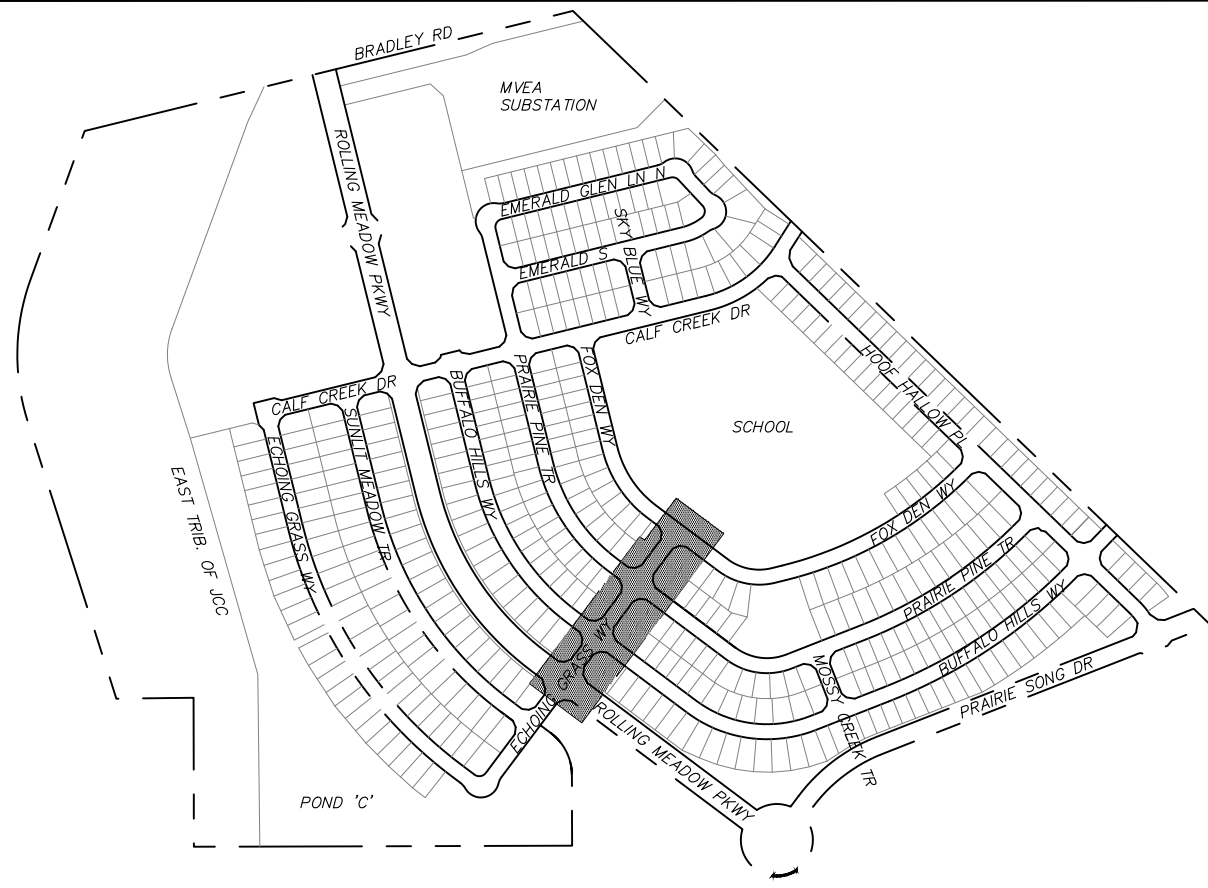 BRADLEY RD
MVEA
SUBSTATION
ROLLING MEADOW PKWY
EMERALD GLEN LN N
SKY BLUE WY
EMERALD S
CALF CREEK DR
HOOF HALLOW PL
CALF CREEK DR
SUNLIT MEADOW TR
BUFFALO HILLS WY
PRAIRIE PINE TR
FOX DEN WY
SCHOOL
ECHOING GRASS WY
EAST TRIB. OF JCC
FOX DEN WY
PRAIRIE PINE TR
BUFFALO HILLS WY
MOSSY CREEK TR
PRAIRIE SONG DR
ECHOING GRASS WY
ROLLING MEADOW PKWY
POND 'C'